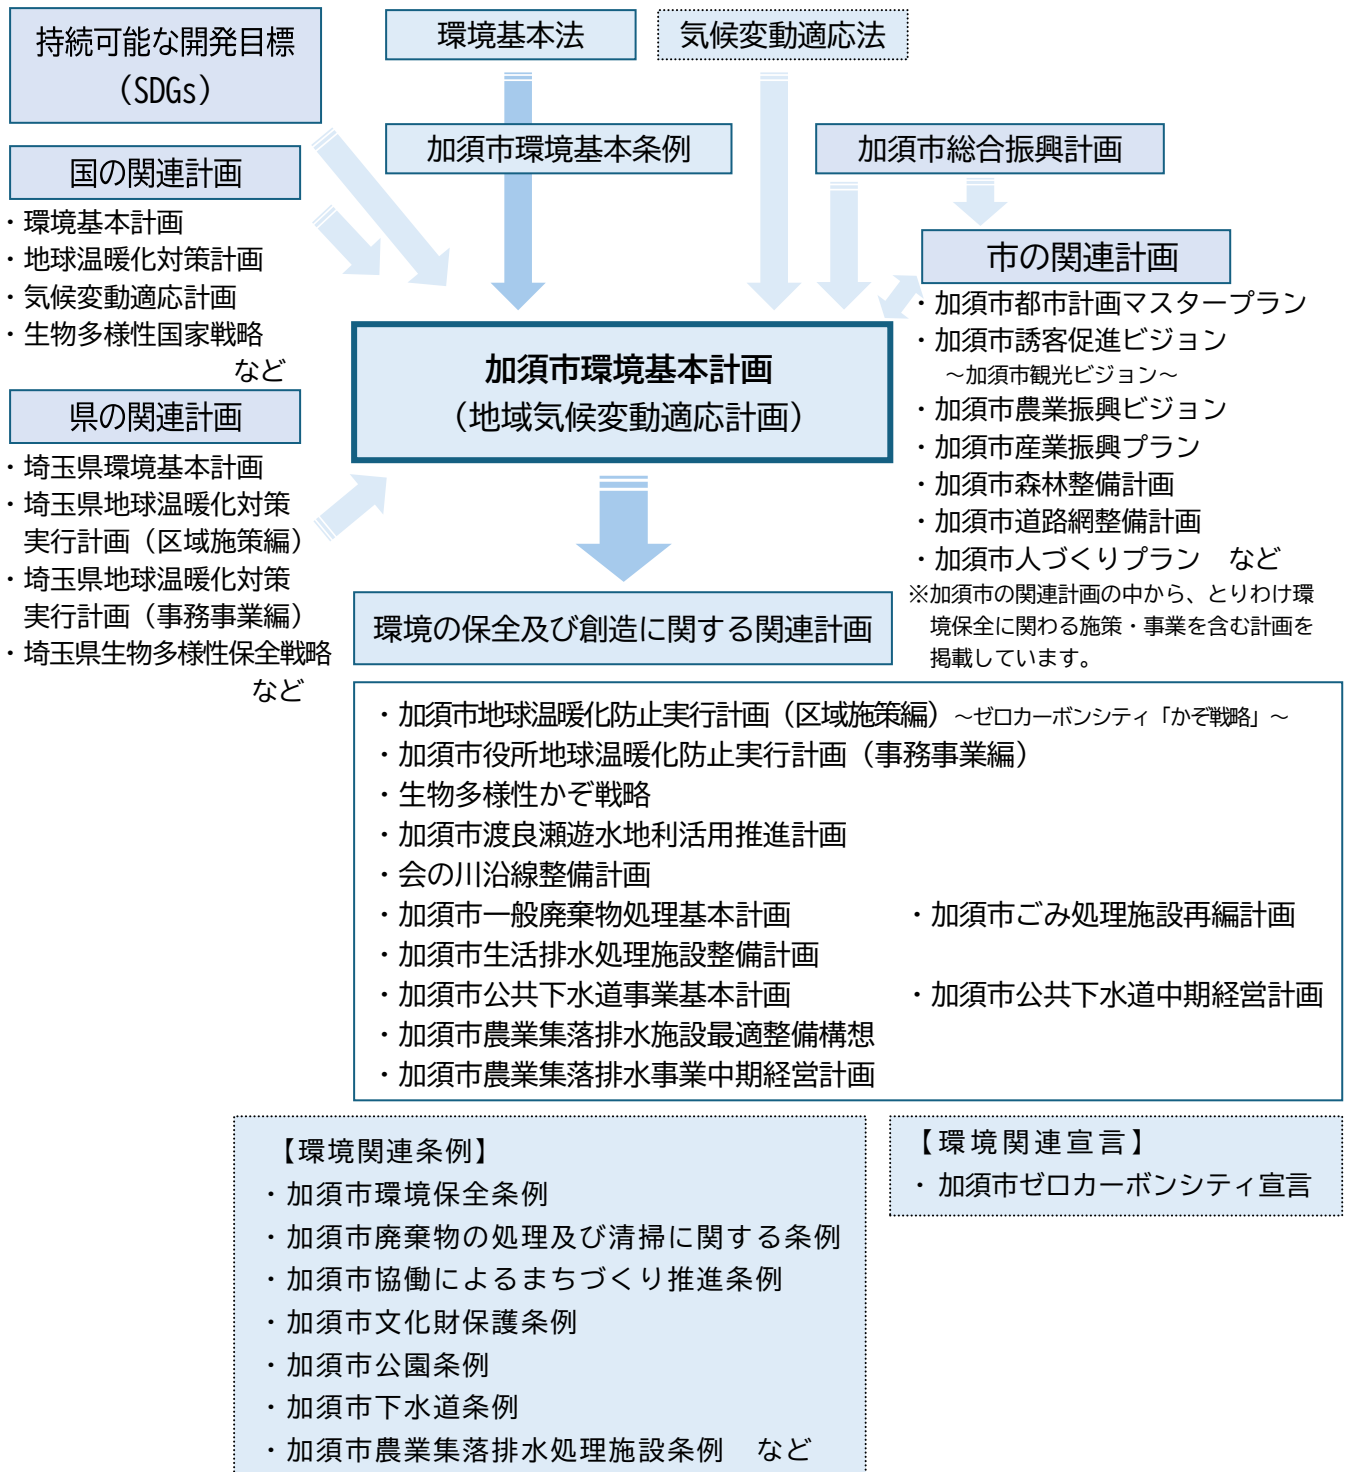 持続可能な開発目標
（SDGs）
環境基本法
気候変動適応法
加須市環境基本条例
加須市総合振興計画
国の関連計画
・環境基本計画
・地球温暖化対策計画
・気候変動適応計画
・生物多様性国家戦略
など
県の関連計画
・埼玉県環境基本計画
・埼玉県地球温暖化対策
実行計画（区域施策編）
・埼玉県地球温暖化対策
実行計画（事務事業編）
・埼玉県生物多様性保全戦略
など
加須市環境基本計画
（地域気候変動適応計画）
市の関連計画
・加須市都市計画マスタープラン
・加須市誘客促進ビジョン
～加須市観光ビジョン～
・加須市農業振興ビジョン
・加須市産業振興プラン
・加須市森林整備計画
・加須市道路網整備計画
・加須市人づくりプラン　など
※加須市の関連計画の中から、とりわけ環
境保全に関わる施策・事業を含む計画を
掲載しています。
環境の保全及び創造に関する関連計画
・加須市地球温暖化防止実行計画（区域施策編）～ゼロカーボンシティ「かぞ戦略」～
・加須市役所地球温暖化防止実行計画（事務事業編）
・生物多様性かぞ戦略
・加須市渡良瀬遊水地利活用推進計画
・会の川沿線整備計画
・加須市一般廃棄物処理基本計画　　　　・加須市ごみ処理施設再編計画
・加須市生活排水処理施設整備計画
・加須市公共下水道事業基本計画　　　　・加須市公共下水道中期経営計画
・加須市農業集落排水施設最適整備構想
・加須市農業集落排水事業中期経営計画
【環境関連条例】
・加須市環境保全条例
・加須市廃棄物の処理及び清掃に関する条例
・加須市協働によるまちづくり推進条例
・加須市文化財保護条例
・加須市公園条例
・加須市下水道条例
・加須市農業集落排水処理施設条例　など
【環境関連宣言】
・加須市ゼロカーボンシティ宣言